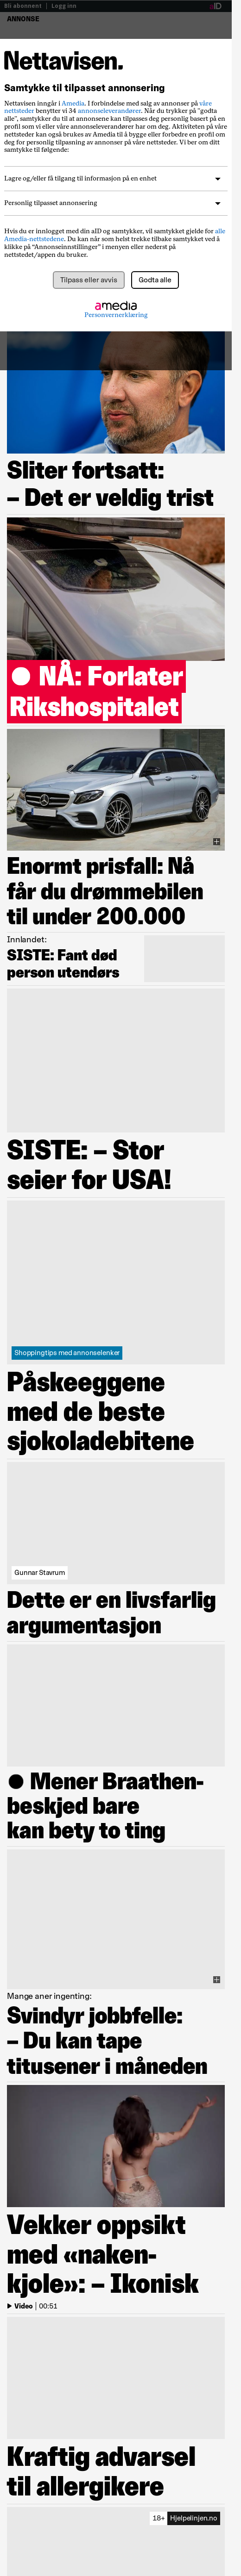 Bli abonnent | Logg inn
ANNONSE
Nettavisen.
Samtykke til tilpasset annonsering
Nettavisen inngår i Amedia. I forbindelse med salg av annonser på våre
nettsteder benytter vi 34 annonseleverandører. Når du trykker på "godta
alle", samtykker du til at annonsene kan tilpasses deg personlig basert på en
profil som vi eller våre annonseleverandører har om deg. Aktiviteten på våre
nettsteder kan også brukes av Amedia til å bygge eller forbedre en profil om
deg for personlig tilpasning av annonser på våre nettsteder. Vi ber om ditt
samtykke til følgende:
Lagre og/eller få tilgang til informasjon på en enhet
Personlig tilpasset annonsering
Hvis du er innlogget med din aID og samtykker, vil samtykket gjelde for alle
Amedia-nettstedene. Du kan når som helst trekke tilbake samtykket ved å
klikk på “Annonseinnstillinger” i menyen eller nederst på
nettstedet/appen du bruker.
Tilpass eller avvis
Godta alle
amedia
Personvernerklæring
Sliter fortsatt:
– Det er veldig trist
● NÅ: Forlater
Rikshospitalet
Enormt prisfall: Nå
får du drømmebilen
til under 200.000
Innlandet:
SISTE: Fant død
person utendørs
SISTE: – Stor
seier for USA!
Shoppingtips med annonselenker
Påskeeggene
med de beste
sjokoladebitene
Gunnar Stavrum
Dette er en livsfarlig
argumentasjon
● Mener Braathen-
beskjed bare
kan bety to ting
Mange aner ingenting:
Svindyr jobbfelle:
– Du kan tape
titusener i måneden
Vekker oppsikt
med «naken-
kjole»: – Ikonisk
Video | 00:51
Kraftig advarsel
til allergikere
18+ Hjelpelinjen.no